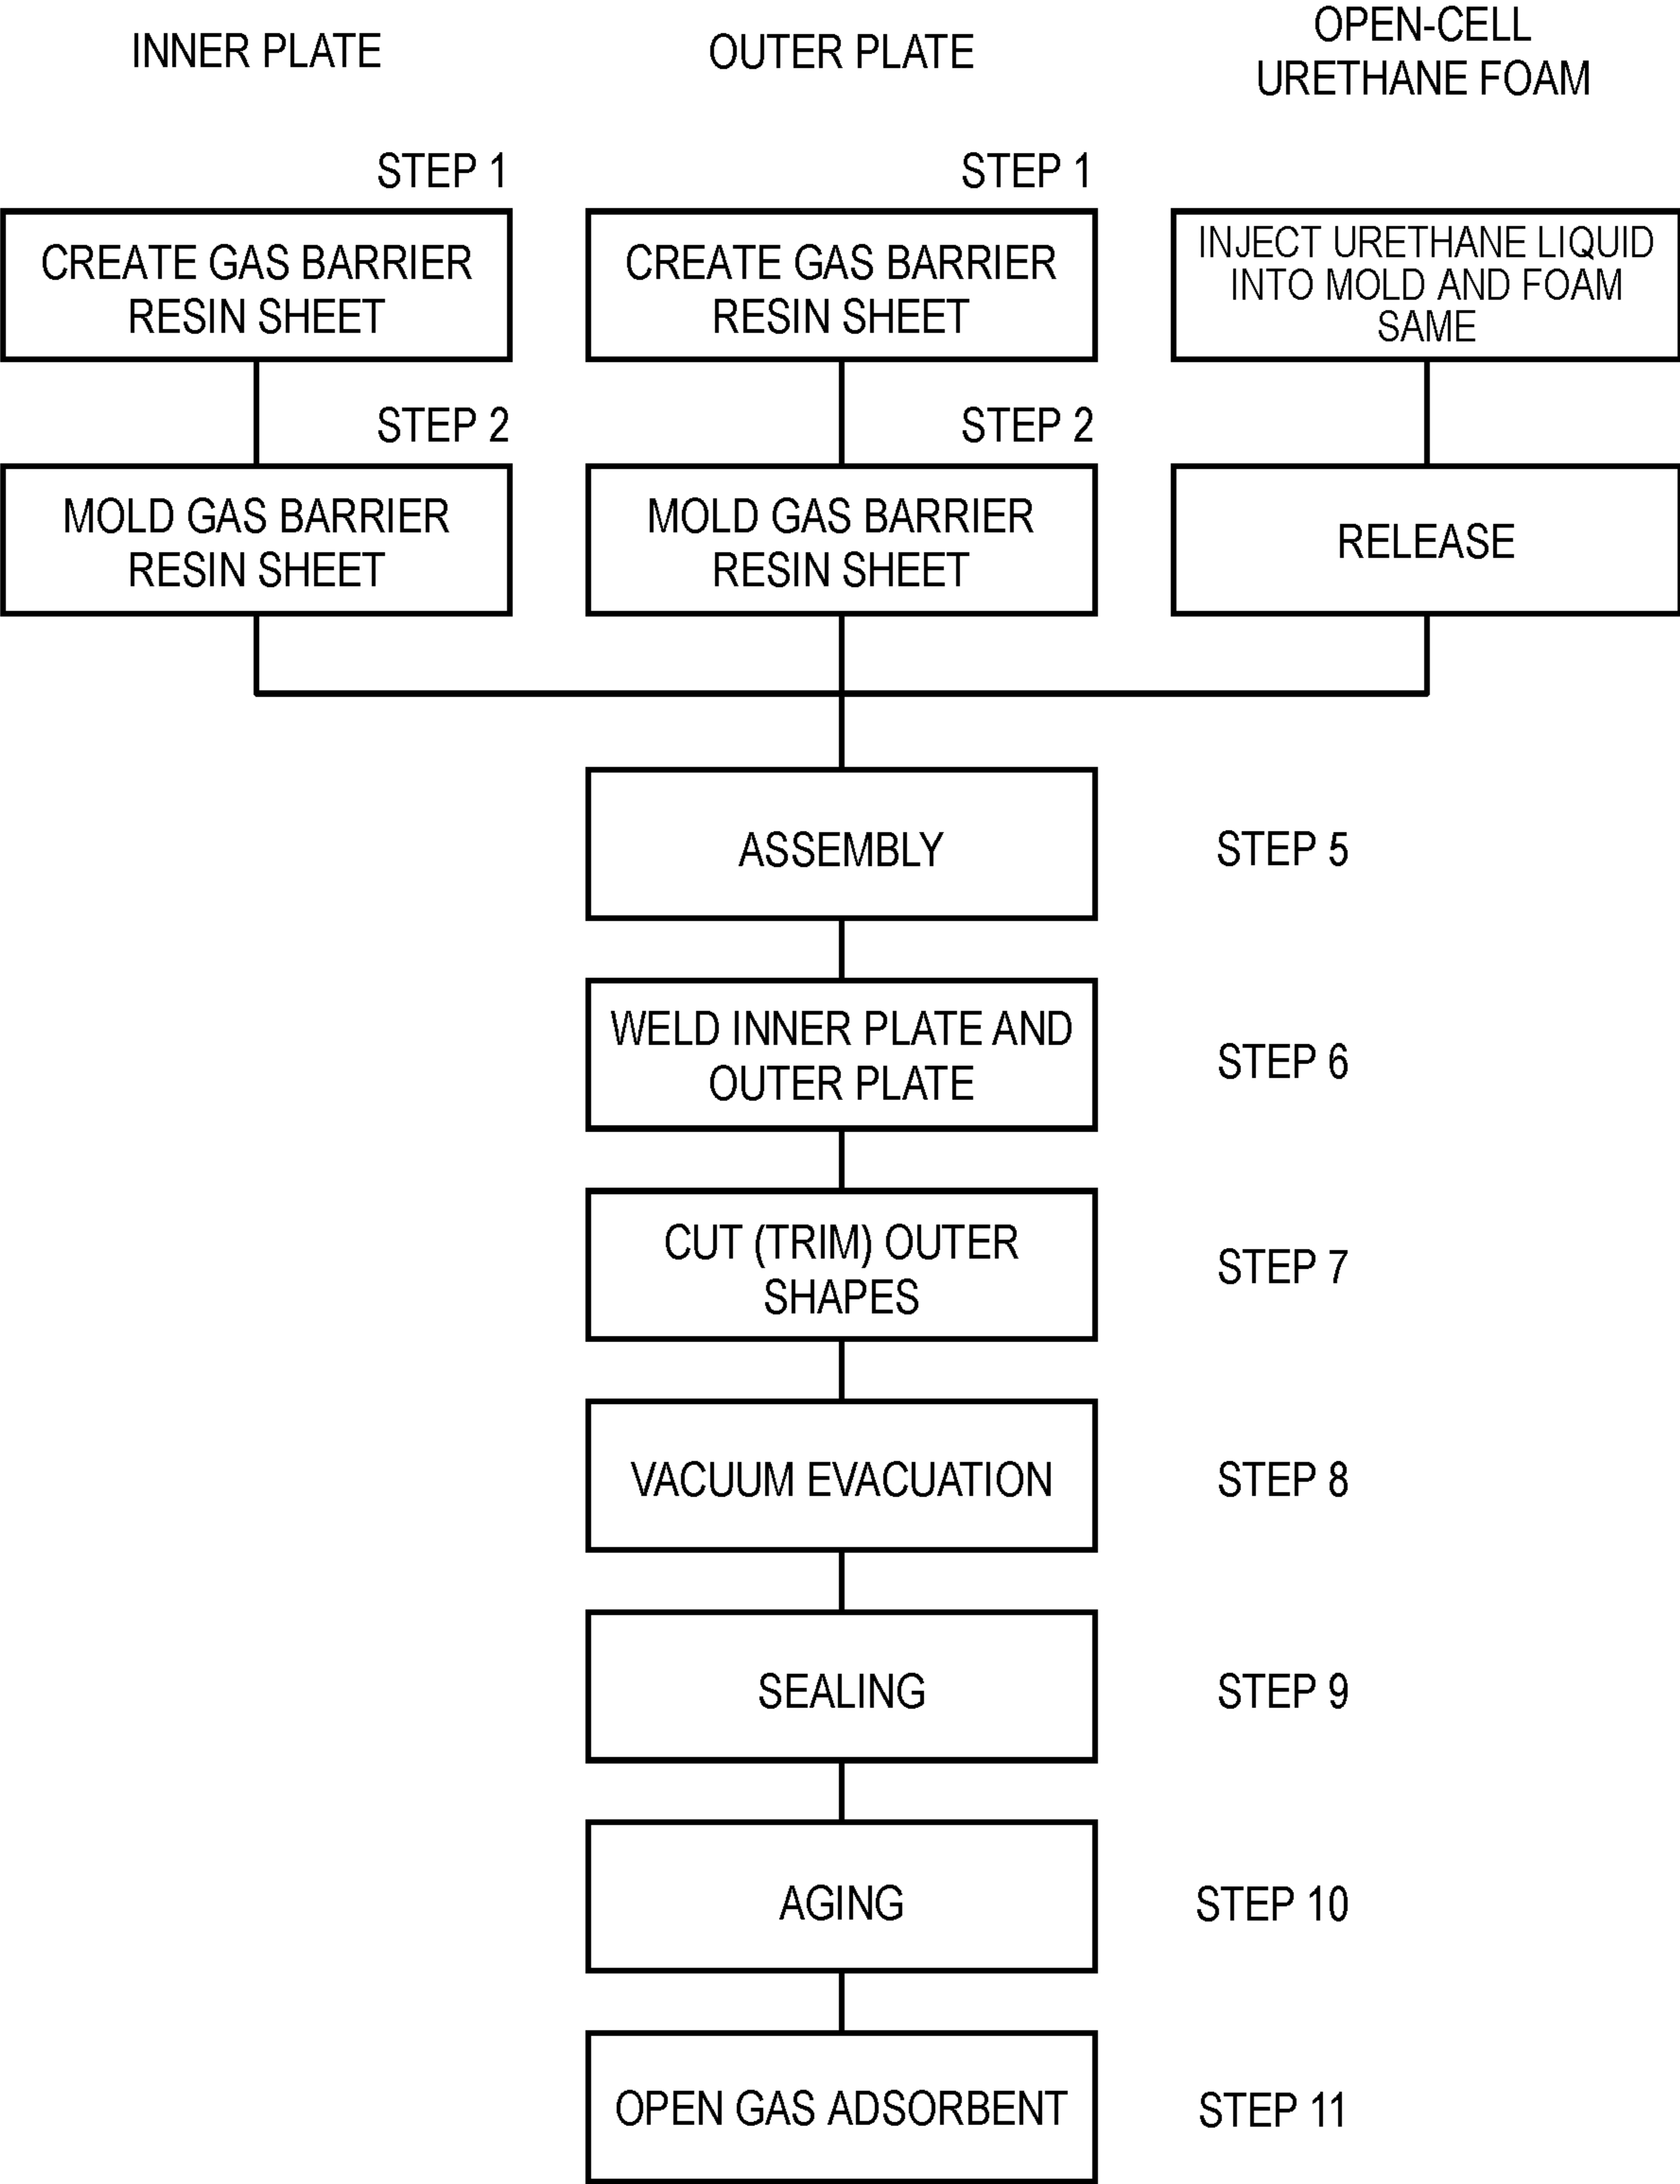 INNER PLATE
OUTER PLATE
OPEN-CELL
URETHANE FOAM
STEP 1
STEP 1
CREATE GAS BARRIER
RESIN SHEET
CREATE GAS BARRIER
RESIN SHEET
INJECT URETHANE LIQUID
INTO MOLD AND FOAM
SAME
STEP 2
STEP 2
MOLD GAS BARRIER
RESIN SHEET
MOLD GAS BARRIER
RESIN SHEET
RELEASE
ASSEMBLY
STEP 5
WELD INNER PLATE AND
OUTER PLATE
STEP 6
CUT (TRIM) OUTER
SHAPES
STEP 7
VACUUM EVACUATION
STEP 8
SEALING
STEP 9
AGING
STEP 10
OPEN GAS ADSORBENT
STEP 11